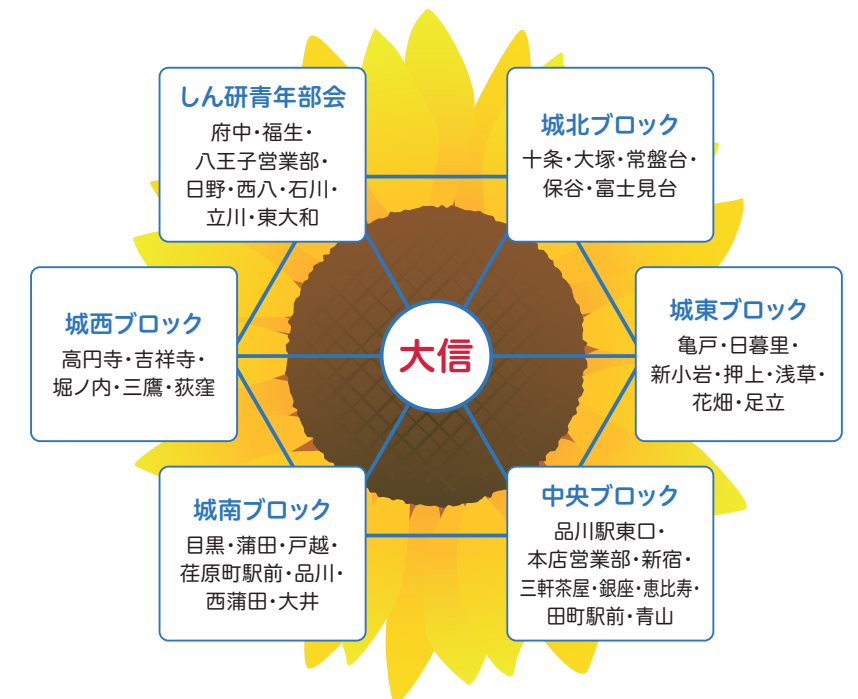 しん研青年部会
府中・福生・
八王子営業部・
日野・西八・石川・
立川・東大和
城北ブロック
十条・大塚・常盤台・
保谷・富士見台
城西ブロック
高円寺・吉祥寺・
堀ノ内・三鷹・荻窪
大信
城東ブロック
亀戸・日暮里・
新小岩・押上・浅草・
花畑・足立
城南ブロック
目黒・蒲田・戸越・
荏原町駅前・品川・
西蒲田・大井
中央ブロック
品川駅東口・
本店営業部・新宿・
三軒茶屋・銀座・恵比寿・
田町駅前・青山